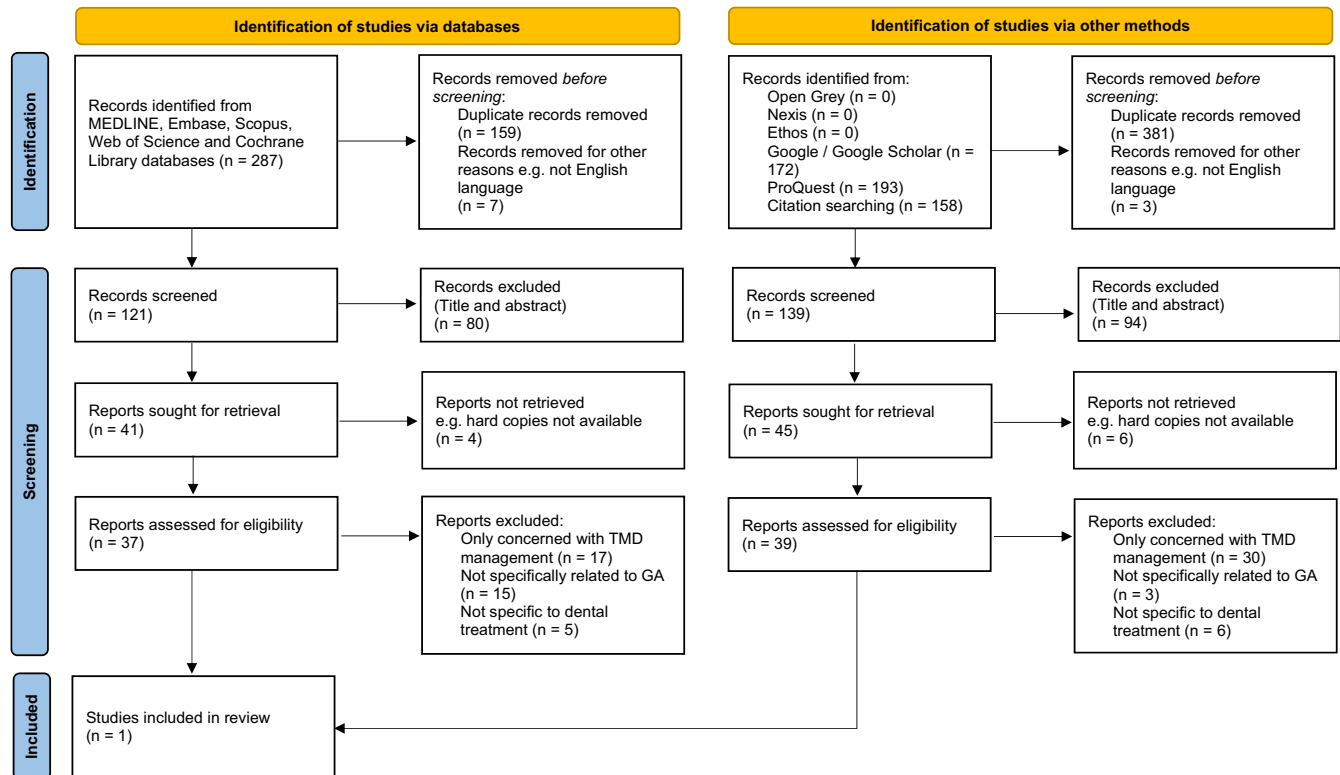 Identification of studies via databases
Identification of studies via other methods
Identification
Records identified from
MEDLINE, Embase, Scopus,
Web of Science and Cochrane
Library databases (n = 287)
Records removed before
screening:
Duplicate records removed
(n = 159)
Records removed for other
reasons e.g. not English
language
(n = 7)
Records identified from:
Open Grey (n = 0)
Nexis (n = 0)
Ethos (n = 0)
Google / Google Scholar (n =
172)
ProQuest (n = 193)
Citation searching (n = 158)
Records removed before
screening:
Duplicate records removed
(n = 381)
Records removed for other
reasons e.g. not English
language
(n = 3)
Screening
Records screened
(n = 121)
Records excluded
(Title and abstract)
(n = 80)
Records screened
(n = 139)
Records excluded
(Title and abstract)
(n = 94)
Reports sought for retrieval
(n = 41)
Reports not retrieved
e.g. hard copies not available
(n = 4)
Reports sought for retrieval
(n = 45)
Reports not retrieved
e.g. hard copies not available
(n = 6)
Reports assessed for eligibility
(n = 37)
Reports excluded:
Only concerned with TMD
management (n = 17)
Not specifically related to GA
(n = 15)
Not specific to dental
treatment (n = 5)
Reports assessed for eligibility
(n = 39)
Reports excluded:
Only concerned with TMD
management (n = 30)
Not specifically related to GA
(n = 3)
Not specific to dental
treatment (n = 6)
Included
Studies included in review
(n = 1)